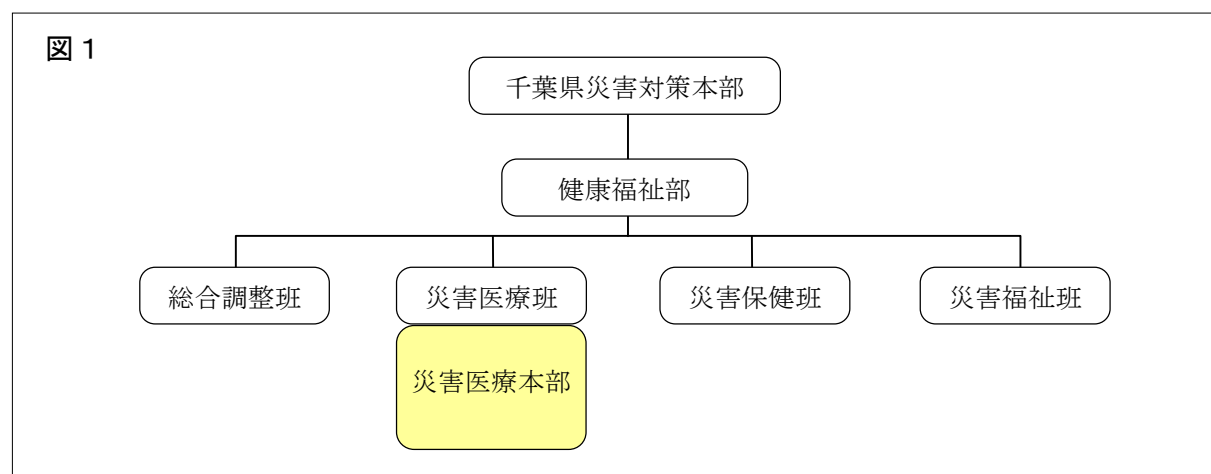 図1
千葉県災害対策本部
健康福祉部
総合調整班
災害医療班
災害保健班
災害福祉班
災害医療本部